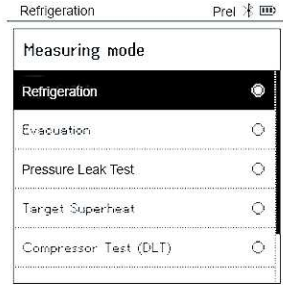 Refrigeration Prel
Measuring mode
Refrigeration
Evacuation
Pressure Leak Test
Target Superheat
Compressor Test (DLT)